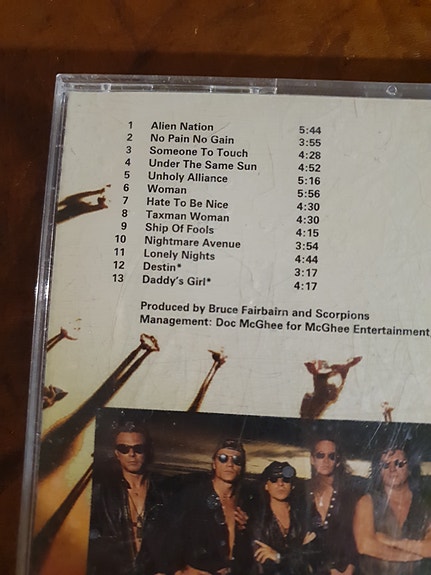 1 Alien Nation 5:44
2 No Pain No Gain 3:55
3 Someone To Touch 4:28
4 Under The Same Sun 4:52
5 Unholy Alliance 5:16
6 Woman 5:56
7 Hate To Be Nice 4:30
8 Taxman Woman 4:30
9 Ship Of Fools 4:15
10 Nightmare Avenue 3:54
11 Lonely Nights 4:44
12 Destin* 3:17
13 Daddy's Girl* 4:17
Produced by Bruce Fairbairn and Scorpions
Management: Doc McGhee for McGhee Entertainment,